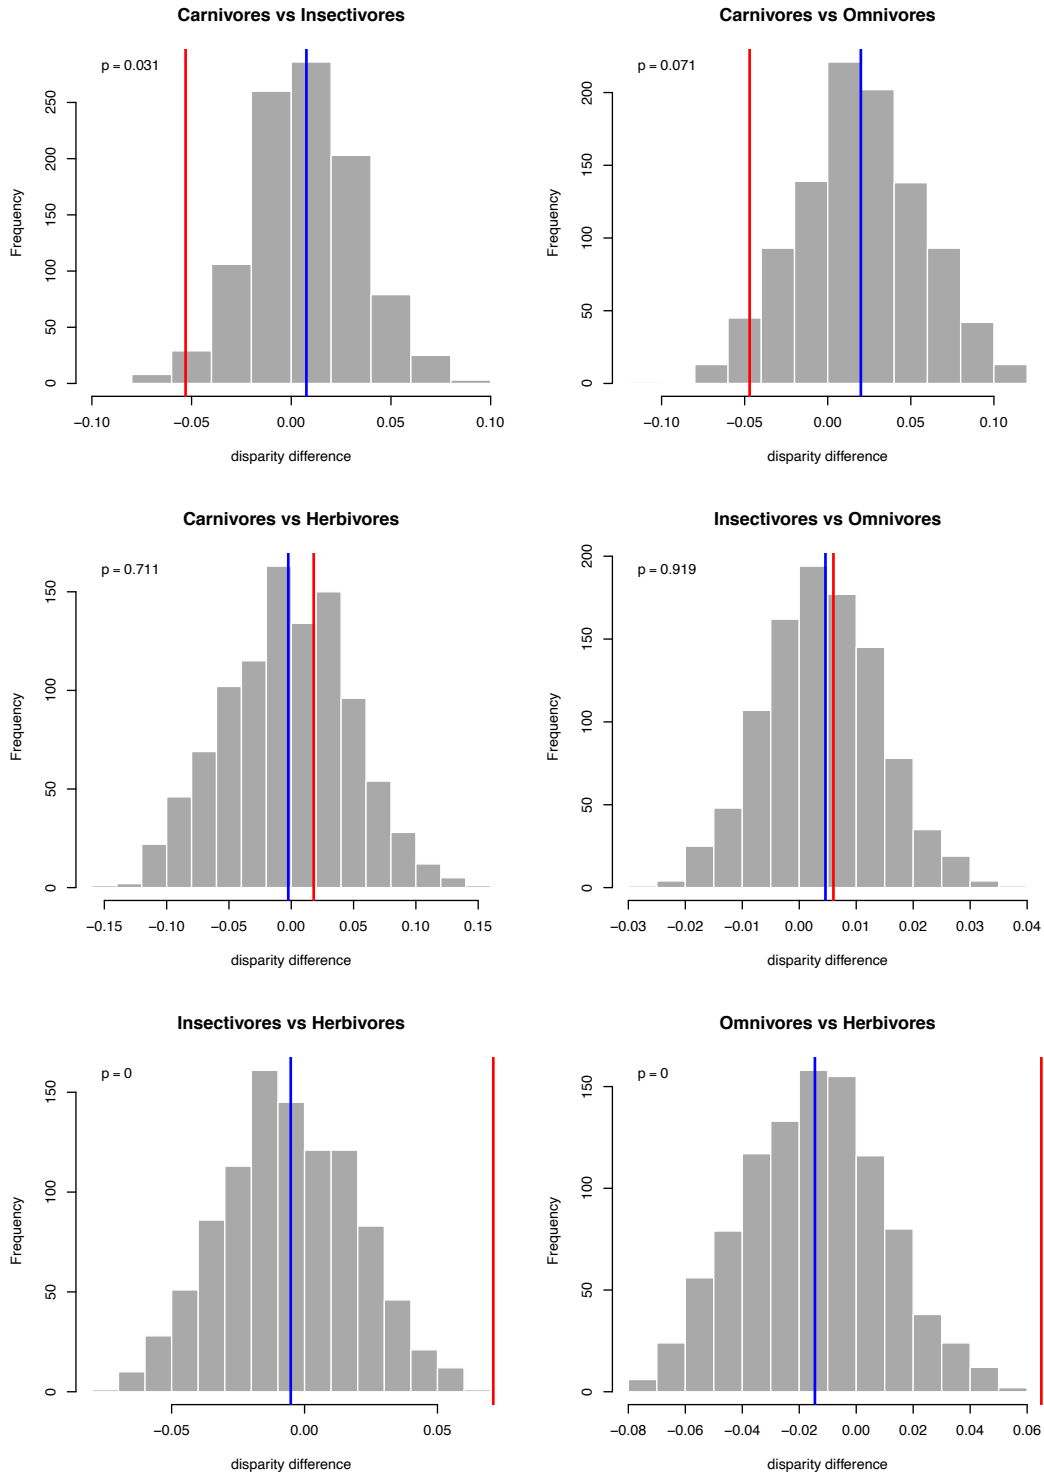 Carnivores vs Insectivores
p = 0.031
Frequency
0
50
100
150
200
250
−0.10
−0.05
0.00
0.05
0.10
disparity difference
Carnivores vs Omnivores
p = 0.071
Frequency
0
50
100
150
200
−0.10
−0.05
0.00
0.05
0.10
disparity difference
Carnivores vs Herbivores
p = 0.711
Frequency
0
50
100
150
−0.15
−0.10
−0.05
0.00
0.05
0.10
0.15
disparity difference
Insectivores vs Omnivores
p = 0.919
Frequency
0
50
100
150
200
−0.03
−0.02
−0.01
0.00
0.01
0.02
0.03
0.04
disparity difference
Insectivores vs Herbivores
p = 0
Frequency
0
50
100
150
−0.05
0.00
0.05
disparity difference
Omnivores vs Herbivores
p = 0
Frequency
0
50
100
150
−0.08
−0.06
−0.04
−0.02
0.00
0.02
0.04
0.06
disparity difference